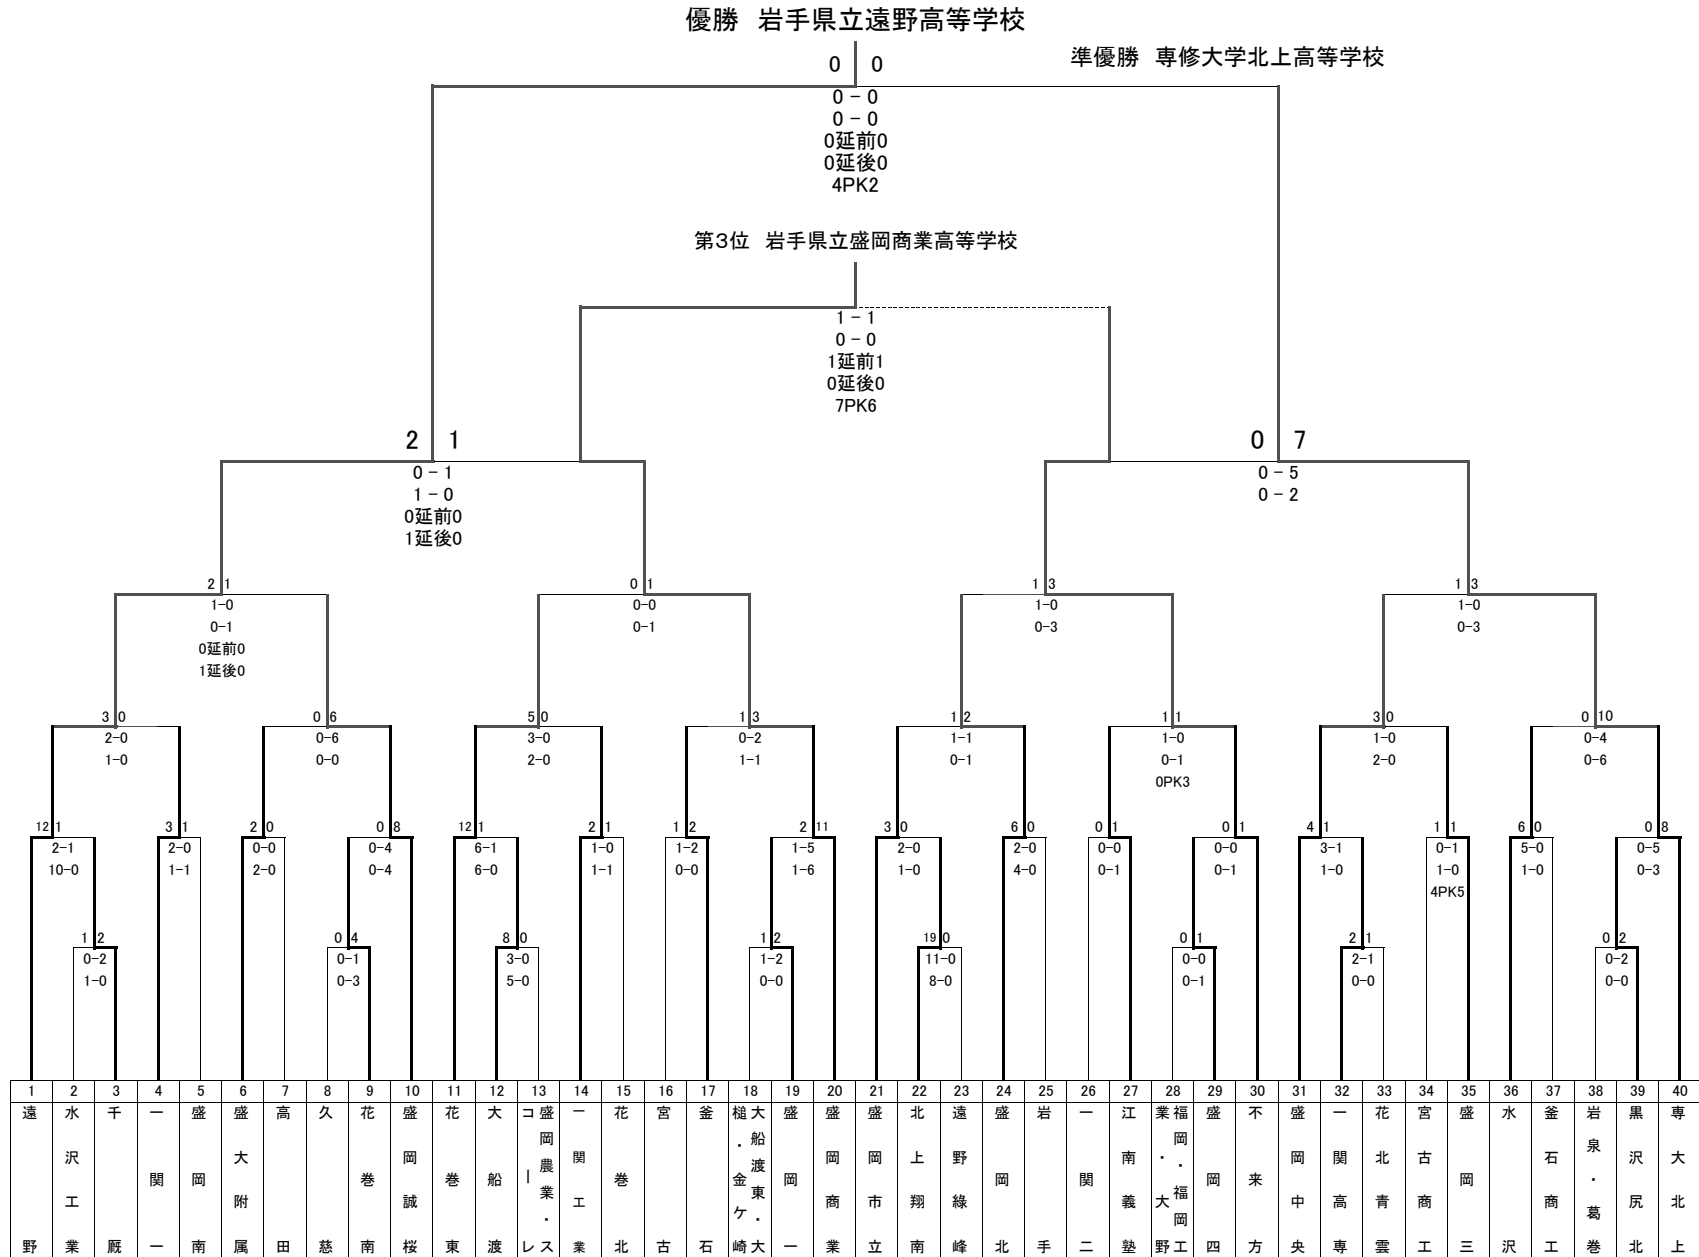 優勝　岩手県立遠野高等学校
準優勝　専修大学北上高等学校
0 0
0－0
0－0
0延前0
0延後0
4PK2
第3位　岩手県立盛岡商業高等学校
1－1
0－0
1延前1
0延後0
7PK6
2 1 0 7
0－1 0－5
1－0 0－2
0延前0
1延後0
2 1 0 1 1 3 1 3
1-0 0-0 1-0 1-0
0-1 0-1 0-3 0-3
0延前0
1延後0
3 0 0 6 5 0 1 3 1 2 1 1 3 0 0 10
2-0 0-6 3-0 0-2 1-1 1-0 1-0 0-4
1-0 0-0 2-0 1-1 0-1 0-1 2-0 0-6
0PK3
12 1 3 1 2 0 0 8 12 1 2 1 1 2 2 11 3 0 6 0 0 1 0 1 4 1 1 1 6 0 0 8
2-1 2-0 0-0 0-4 6-1 1-0 1-2 1-5 2-0 2-0 0-0 0-0 3-1 0-1 5-0 0-5
10-0 1-1 2-0 0-4 6-0 1-1 0-0 1-6 1-0 4-0 0-1 0-1 1-0 1-0 1-0 0-3
4PK5
1 2 0 4 8 0 1 2 19 0 0 1 2 1 0 2
0-2 0-1 3-0 1-2 11-0 0-0 2-1 0-2
1-0 0-3 5-0 0-0 8-0 0-1 0-0 0-0
1 2 3 4 5 6 7 8 9 10 11 12 13 14 15 16 17 18 19 20 21 22 23 24 25 26 27 28 29 30 31 32 33 34 35 36 37 38 39 40
遠野
水沢工業
千厩
一関一
盛岡南
盛大附属
高田
久慈
花巻南
盛岡誠桜
花巻東
大船渡
盛岡農業・ス
コーレ
一関工業
花巻北
宮古
釜石
大船渡東・大
槌・金ケ崎
盛岡一
盛岡商業
盛岡市立
北上翔南
遠野緑峰
盛岡北
岩手
一関二
江南義塾
福岡・福岡工
業・大野
盛岡四
不来方
盛岡中央
一関高専
花北青雲
宮古商工
盛岡三
水沢
釜石商工
岩泉・葛巻
黒沢尻北
専大北上